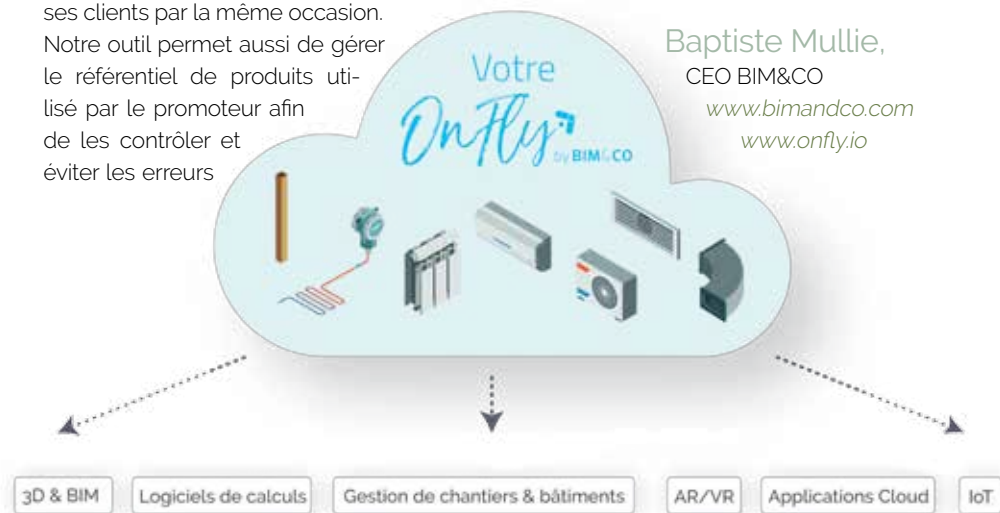 ses clients par la même occasion.
Notre outil permet aussi de gérer
le référentiel de produits uti-
lisé par le promoteur afin
de les contrôler et
éviter les erreurs
Baptiste Mullie,
CEO BIM&CO
www.bimandco.com
www.onfly.io
Votre
OnFly
by BIM&CO
3D & BIM
Logiciels de calculs
Gestion de chantiers & bâtiments
AR/VR
Applications Cloud
IoT